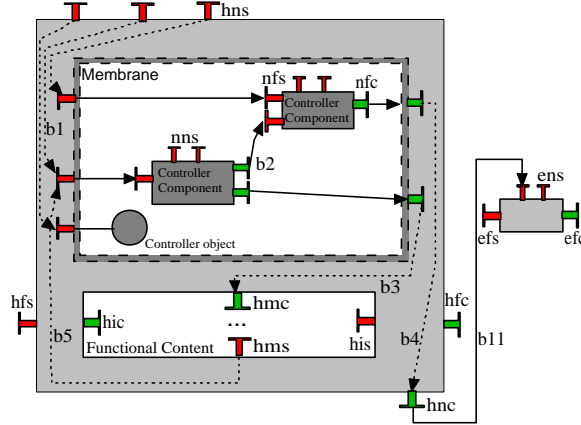 hns
Membrane
nfs
nfc
Controller
Component
b1
nns
b2
Controller
Component
ens
efs
efc
Controller object
b3
hfs
hfc
b5
hic
hmc
...
b4
b11
his
Functional Content
hms
hnc